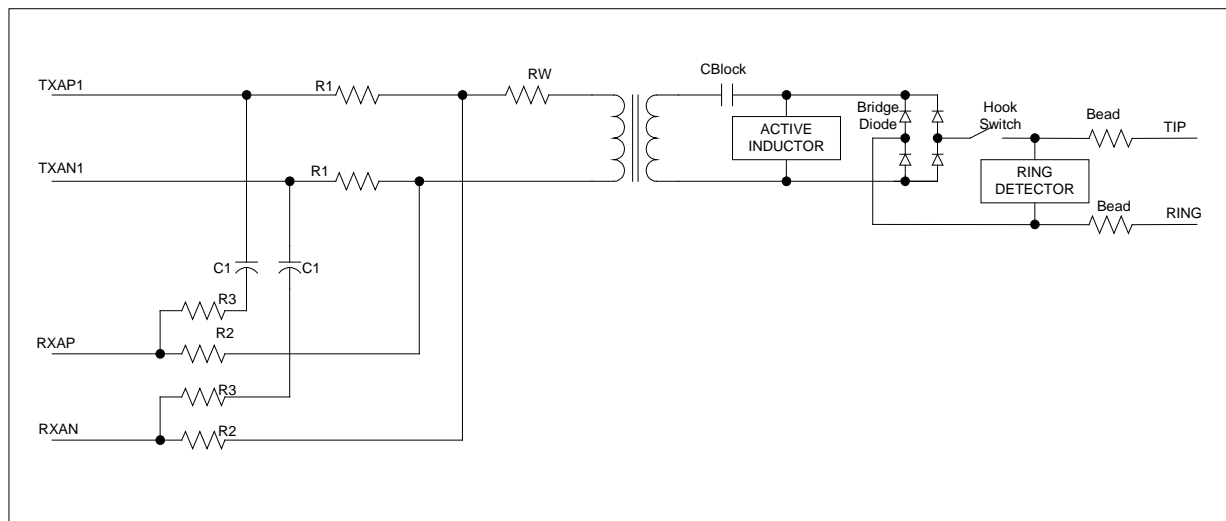 TXAP1
R1
RW
CBlock
Bridge
Diode
Hook
Switch
Bead
TIP
ACTIVE
INDUCTOR
TXAN1
R1
RING
DETECTOR
Bead
RING
C1
C1
R3
R2
RXAP
R3
R2
RXAN